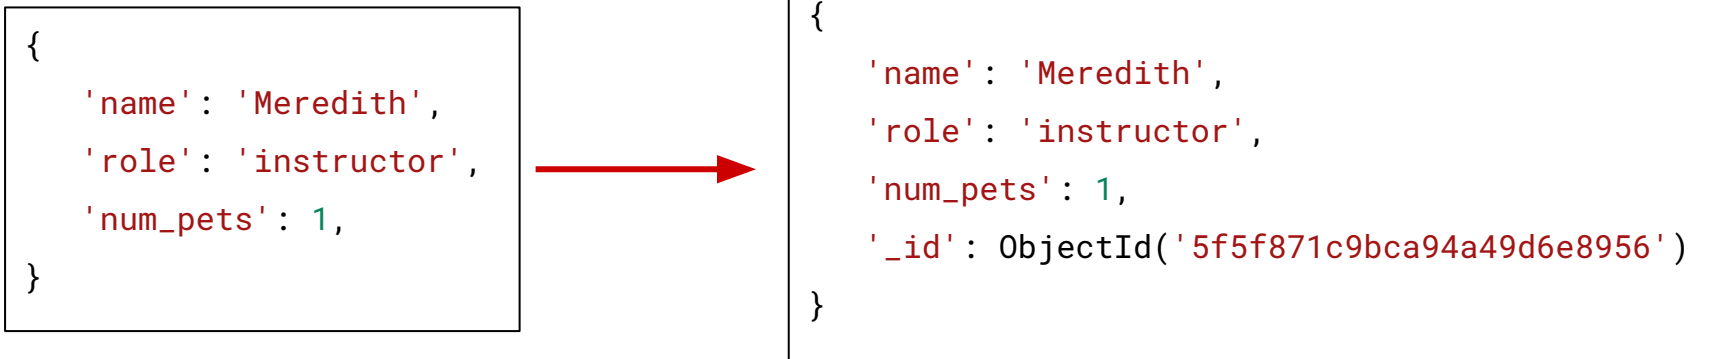 {
'name': 'Meredith',
'role': 'instructor',
'num_pets': 1,
}
{
'name': 'Meredith',
'role': 'instructor',
'num_pets': 1,
'_id': ObjectId('5f5f871c9bca94a49d6e8956')
}